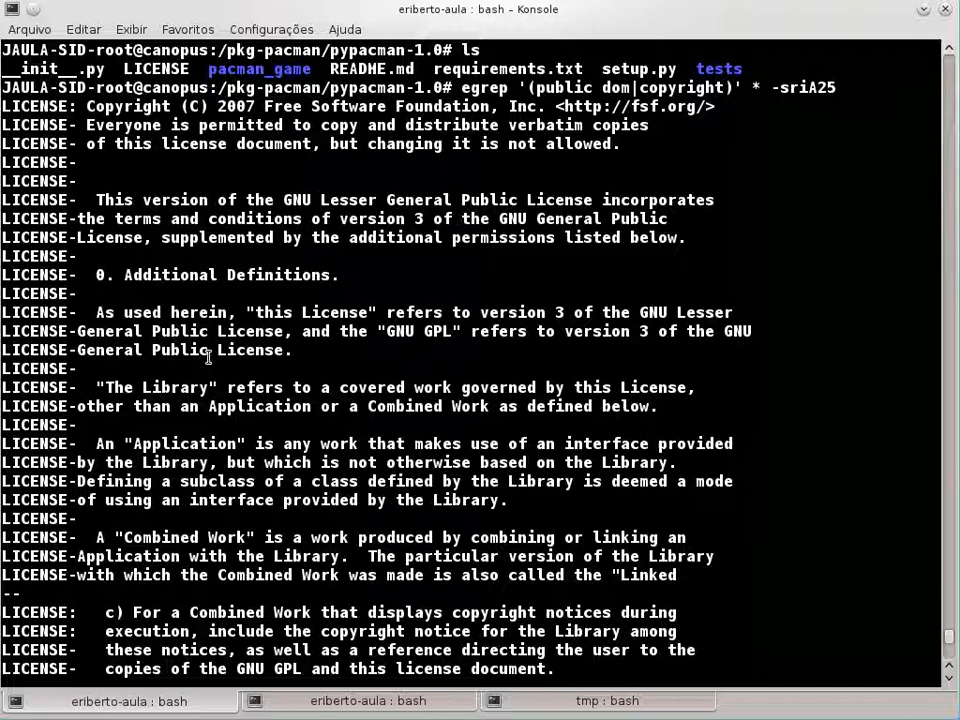 eriberto-aula : bash – Konsole
Arquivo Editar Exibir Favoritos Configurações Ajuda
JAULA-SID-root@canopus:/pkg-pacman/pypacman-1.0# ls
__init__.py LICENSE pacman_game README.md requirements.txt setup.py tests
JAULA-SID-root@canopus:/pkg-pacman/pypacman-1.0# egrep '(public dom|copyright)' * -sriA25
LICENSE: Copyright (C) 2007 Free Software Foundation, Inc. <http://fsf.org/>
LICENSE- Everyone is permitted to copy and distribute verbatim copies
LICENSE- of this license document, but changing it is not allowed.
LICENSE-
LICENSE-
LICENSE-  This version of the GNU Lesser General Public License incorporates
LICENSE-the terms and conditions of version 3 of the GNU General Public
LICENSE-License, supplemented by the additional permissions listed below.
LICENSE-
LICENSE-  0. Additional Definitions.
LICENSE-
LICENSE-  As used herein, "this License" refers to version 3 of the GNU Lesser
LICENSE-General Public License, and the "GNU GPL" refers to version 3 of the GNU
LICENSE-General Public License.
LICENSE-
LICENSE-  "The Library" refers to a covered work governed by this License,
LICENSE-other than an Application or a Combined Work as defined below.
LICENSE-
LICENSE-  An "Application" is any work that makes use of an interface provided
LICENSE-by the Library, but which is not otherwise based on the Library.
LICENSE-Defining a subclass of a class defined by the Library is deemed a mode
LICENSE-of using an interface provided by the Library.
LICENSE-
LICENSE-  A "Combined Work" is a work produced by combining or linking an
LICENSE-Application with the Library.  The particular version of the Library
LICENSE-with which the Combined Work was made is also called the "Linked
--
LICENSE:   c) For a Combined Work that displays copyright notices during
LICENSE:   execution, include the copyright notice for the Library among
LICENSE:   these notices, as well as a reference directing the user to the
LICENSE:   copies of the GNU GPL and this license document.
eriberto-aula : bash
eriberto-aula : bash
tmp : bash